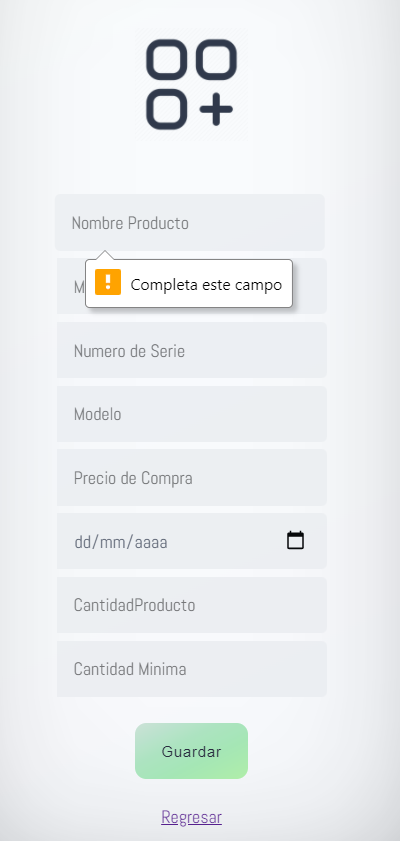 Nombre Producto
Completa este campo
Numero de Serie
Modelo
Precio de Compra
dd/mm/aaaa
CantidadProducto
Cantidad Minima
Guardar
Regresar